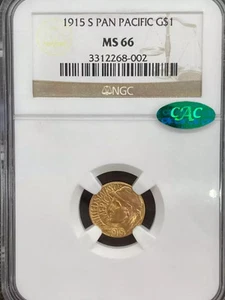 1915 S PAN PACIFIC G$1
MS 66
3312268-002
NGC
CAC